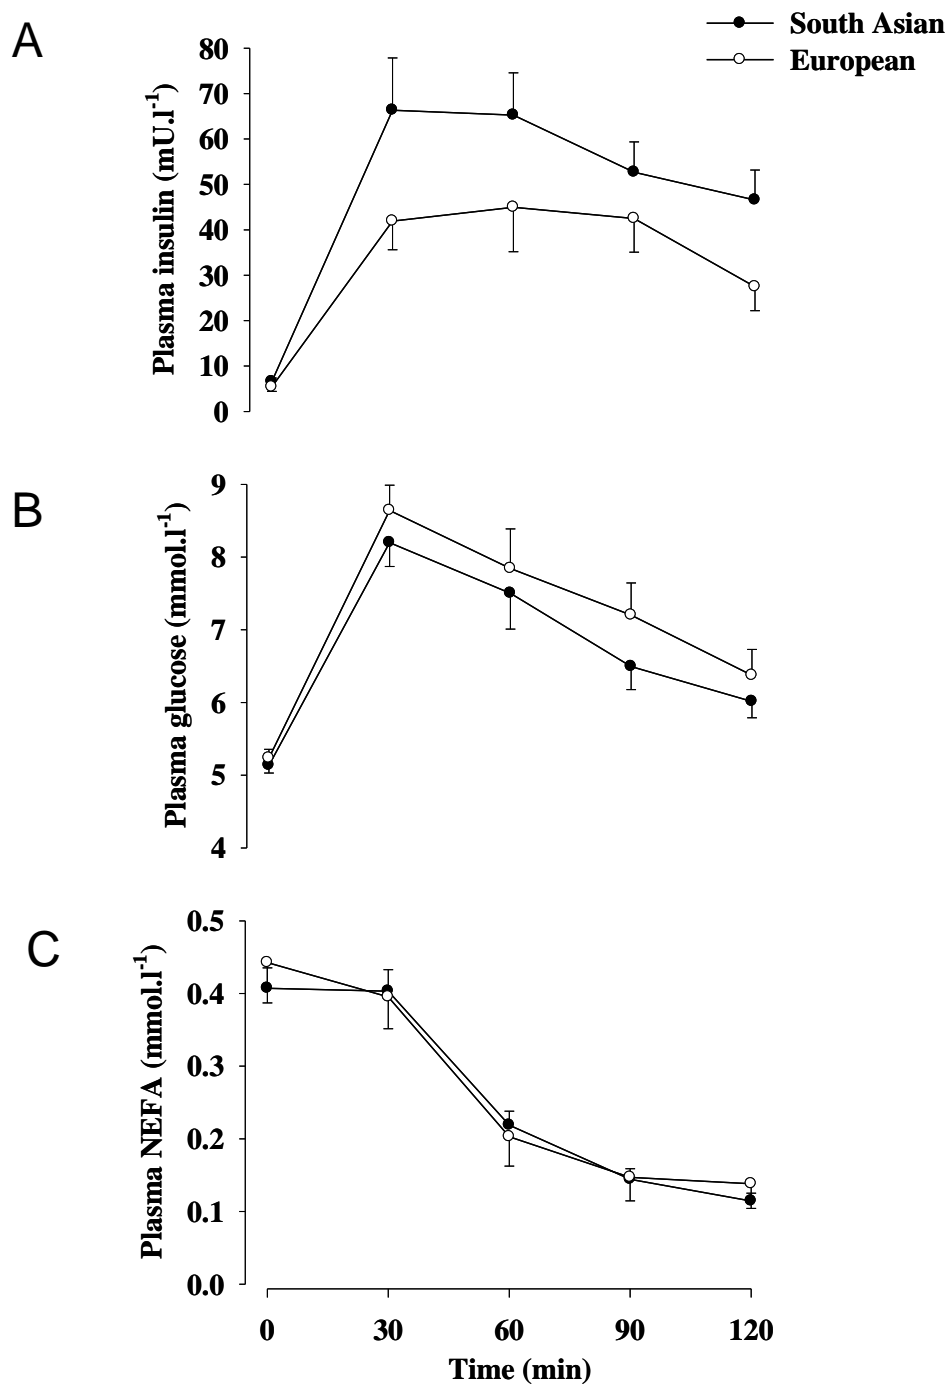 South Asian
European
A
80
70
60
50
40
30
20
10
0
Plasma insulin (mU.l-1)
B
9
8
7
6
5
4
Plasma glucose (mmol.l-1)
C
0.5
0.4
0.3
0.2
0.1
0.0
Plasma NEFA (mmol.l-1)
0 30 60 90 120
Time (min)